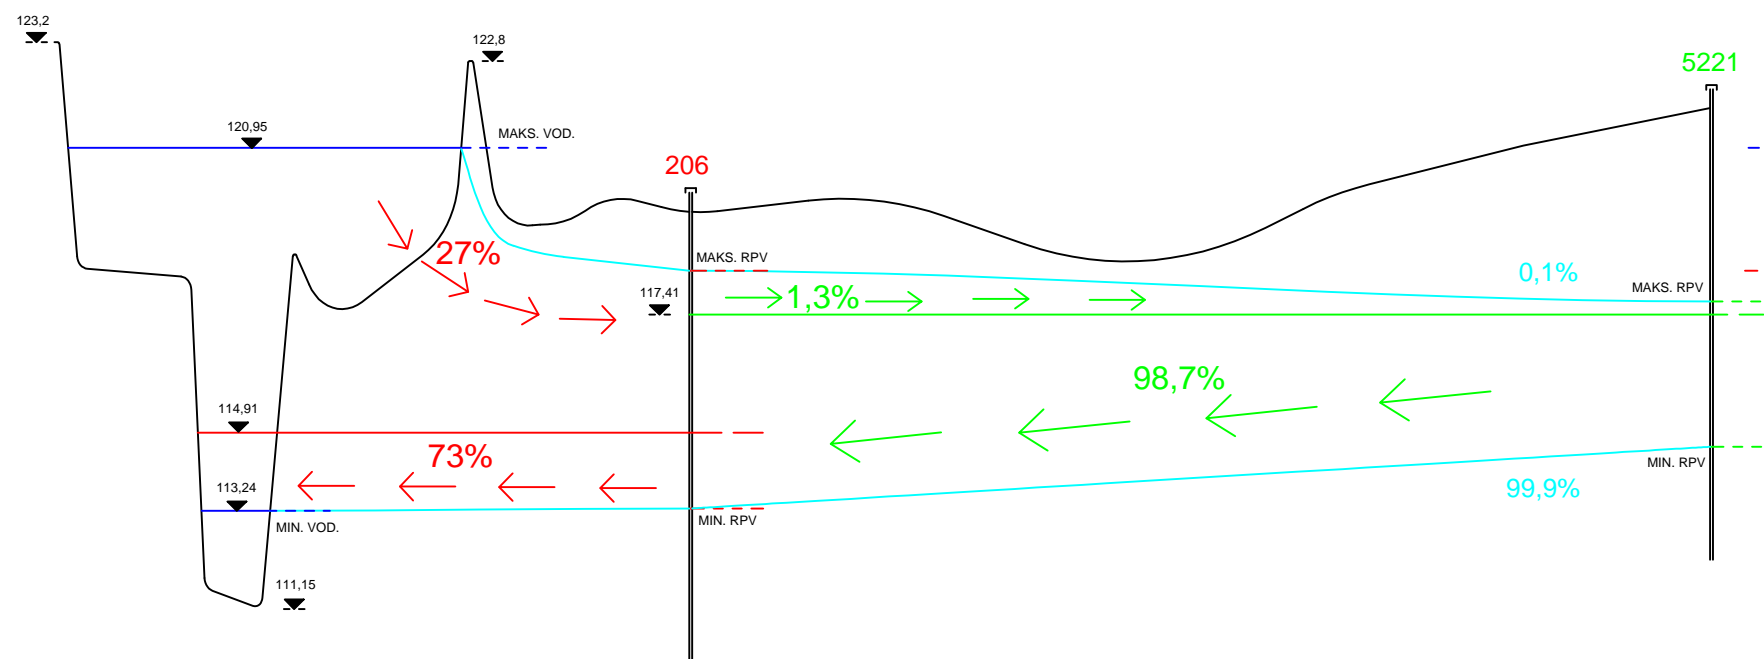 123,2
122,8
5221
120,95
MAKS. VOD.
206
27%
MAKS. RPV
0,1%
117,41
1,3%
MAKS. RPV
98,7%
114,91
73%
MIN. RPV
113,24
99,9%
MIN. VOD.
MIN. RPV
111,15